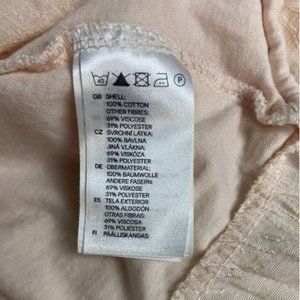 40 P
GB SHELL:
100% COTTON
OTHER FIBRES:
69% VISCOSE
31% POLYESTER
CZ SVRCHNÍ LÁTKA:
100% BAVLNA
JINÁ VLÁKNA:
69% VISKÓZA
31% POLYESTER
DE OBERMATERIAL:
100% BAUMWOLLE
ANDERE FASERN:
69% VISKOSE
31% POLYESTER
ES TELA EXTERIOR:
100% ALGODÓN
OTRAS FIBRAS:
69% VISCOSA
31% POLIÉSTER
FI PÄÄLLISKANGAS: